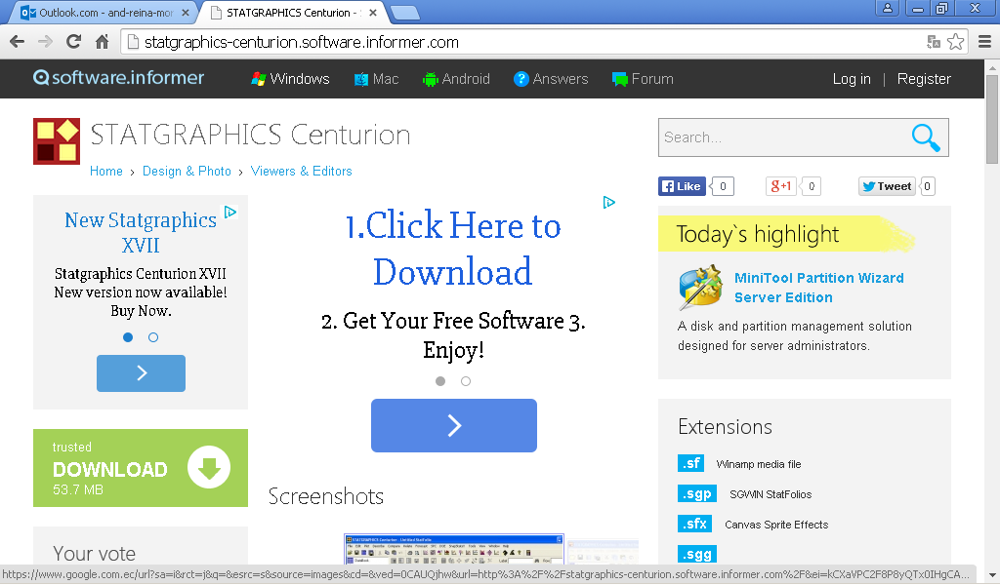 Outlook.com - and-reina-mor
STATGRAPHICS Centurion -
statgraphics-centurion.software.informer.com
software.informer
Windows
Mac
Android
Answers
Forum
Log in | Register
STATGRAPHICS Centurion
Home › Design & Photo › Viewers & Editors
Search...
Like 0
g+1 0
Tweet 0
New Statgraphics
XVII
Statgraphics Centurion XVII
New version now available!
Buy Now.
1.Click Here to
Download
2. Get Your Free Software 3.
Enjoy!
Today`s highlight
MiniTool Partition Wizard
Server Edition
A disk and partition management solution
designed for server administrators.
trusted
DOWNLOAD
53.7 MB
Screenshots
Extensions
.sf Winamp media file
.sgp SGWIN StatFolios
.sfx Canvas Sprite Effects
.sgg
Your vote
STATGRAPHICS Centurion - Untitled StatFolio
https://www.google.com.ec/url?sa=i&rct=j&q=&esrc=s&source=images&cd=&ved=0CAUQjhw&url=http%3A%2F%2Fstatgraphics-centurion.software.informer.com%2F&ei=kCXaVPC2F8P8yQTx0IHgCA...